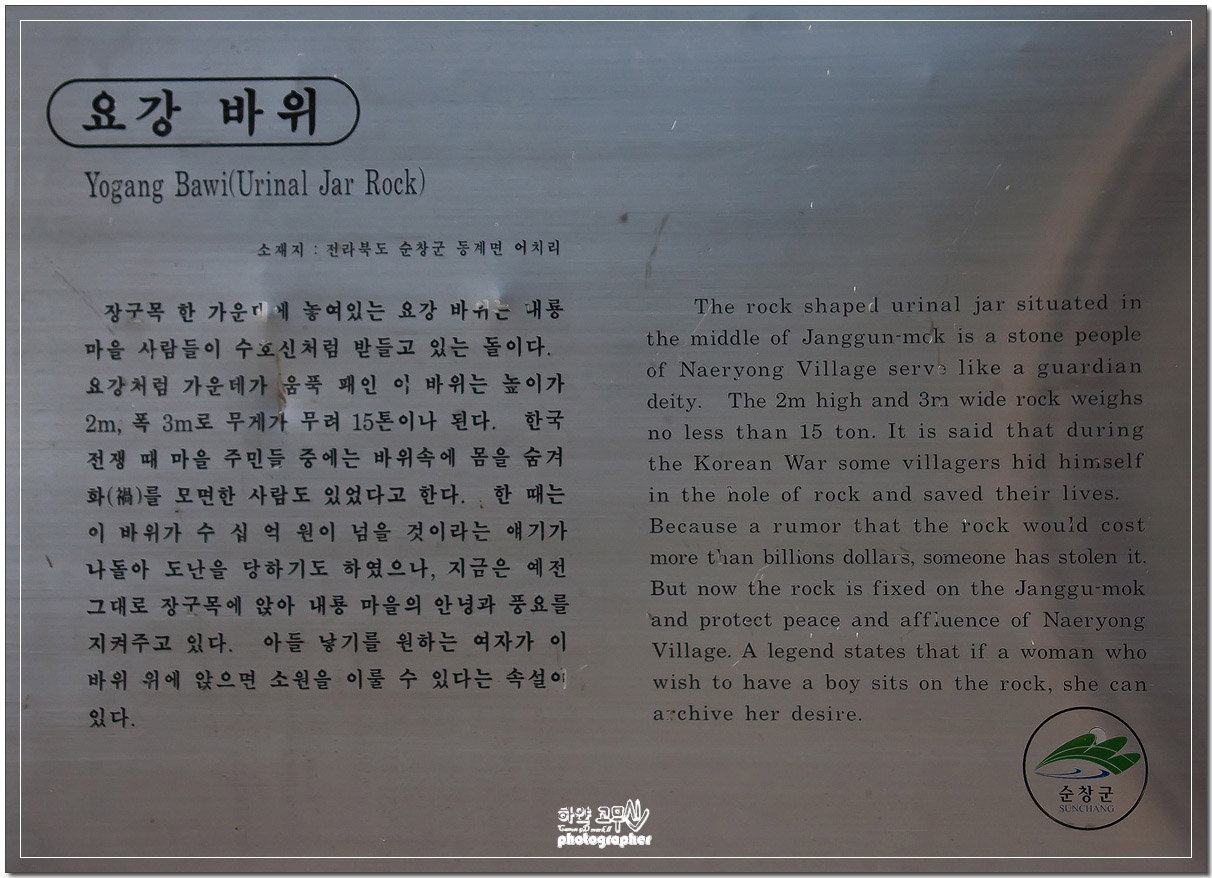 요강 바위
Yogang Bawi(Urinal Jar Rock)
소재지 : 전라북도 순창군 동계면 어치리
장구목 한 가운데에 놓여있는 요강 바위는 내룡
마을 사람들이 수호신처럼 받들고 있는 돌이다.
요강처럼 가운데가 움푹 패인 이 바위는 높이가
2m, 폭 3m로 무게가 무려 15톤이나 된다. 한국
전쟁 때 마을 주민들 중에는 바위속에 몸을 숨겨
화(禍)를 모면한 사람도 있었다고 한다. 한 때는
이 바위가 수 십 억 원이 넘을 것이라는 얘기가
나돌아 도난을 당하기도 하였으나, 지금은 예전
그대로 장구목에 앉아 내룡 마을의 안녕과 풍요를
지켜주고 있다. 아들 낳기를 원하는 여자가 이
바위 위에 앉으면 소원을 이룰 수 있다는 속설이
있다.
The rock shaped urinal jar situated in
the middle of Janggun-mok is a stone people
of Naeryong Village serve like a guardian
deity. The 2m high and 3m wide rock weighs
no less than 15 ton. It is said that during
the Korean War some villagers hid himself
in the hole of rock and saved their lives.
Because a rumor that the rock would cost
more than billions dollars, someone has stolen it.
But now the rock is fixed on the Janggu-mok
and protect peace and affluence of Naeryong
Village. A legend states that if a woman who
wish to have a boy sits on the rock, she can
archive her desire.
순창군
SUNCHANG
하얀 고무신
photographer